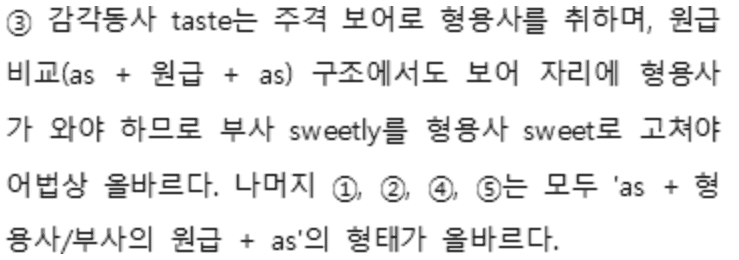 ③ 감각동사 taste는 주격 보어로 형용사를 취하며, 원급
비교(as + 원급 + as) 구조에서도 보어 자리에 형용사
가 와야 하므로 부사 sweetly를 형용사 sweet로 고쳐야
어법상 올바르다. 나머지 ①, ②, ④, ⑤는 모두 'as + 형
용사/부사의 원급 + as'의 형태가 올바르다.